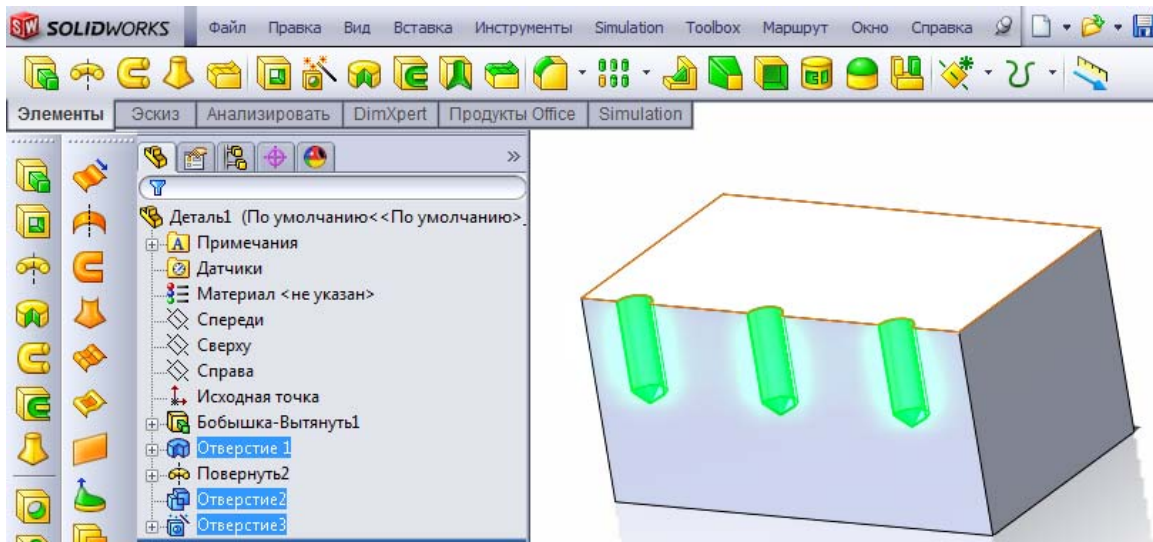 SOLIDWORKS Файл Правка Вид Вставка Инструменты Simulation Toolbox Маршрут Окно Справка
Элементы Эскиз Анализировать DimXpert Продукты Office Simulation
Деталь1 (По умолчанию<<По умолчанию>_
Примечания
Датчики
Материал <не указан>
Спереди
Сверху
Справа
Исходная точка
Бобышка-Вытянуть1
Отверстие 1
Повернуть2
Отверстие2
Отверстие3